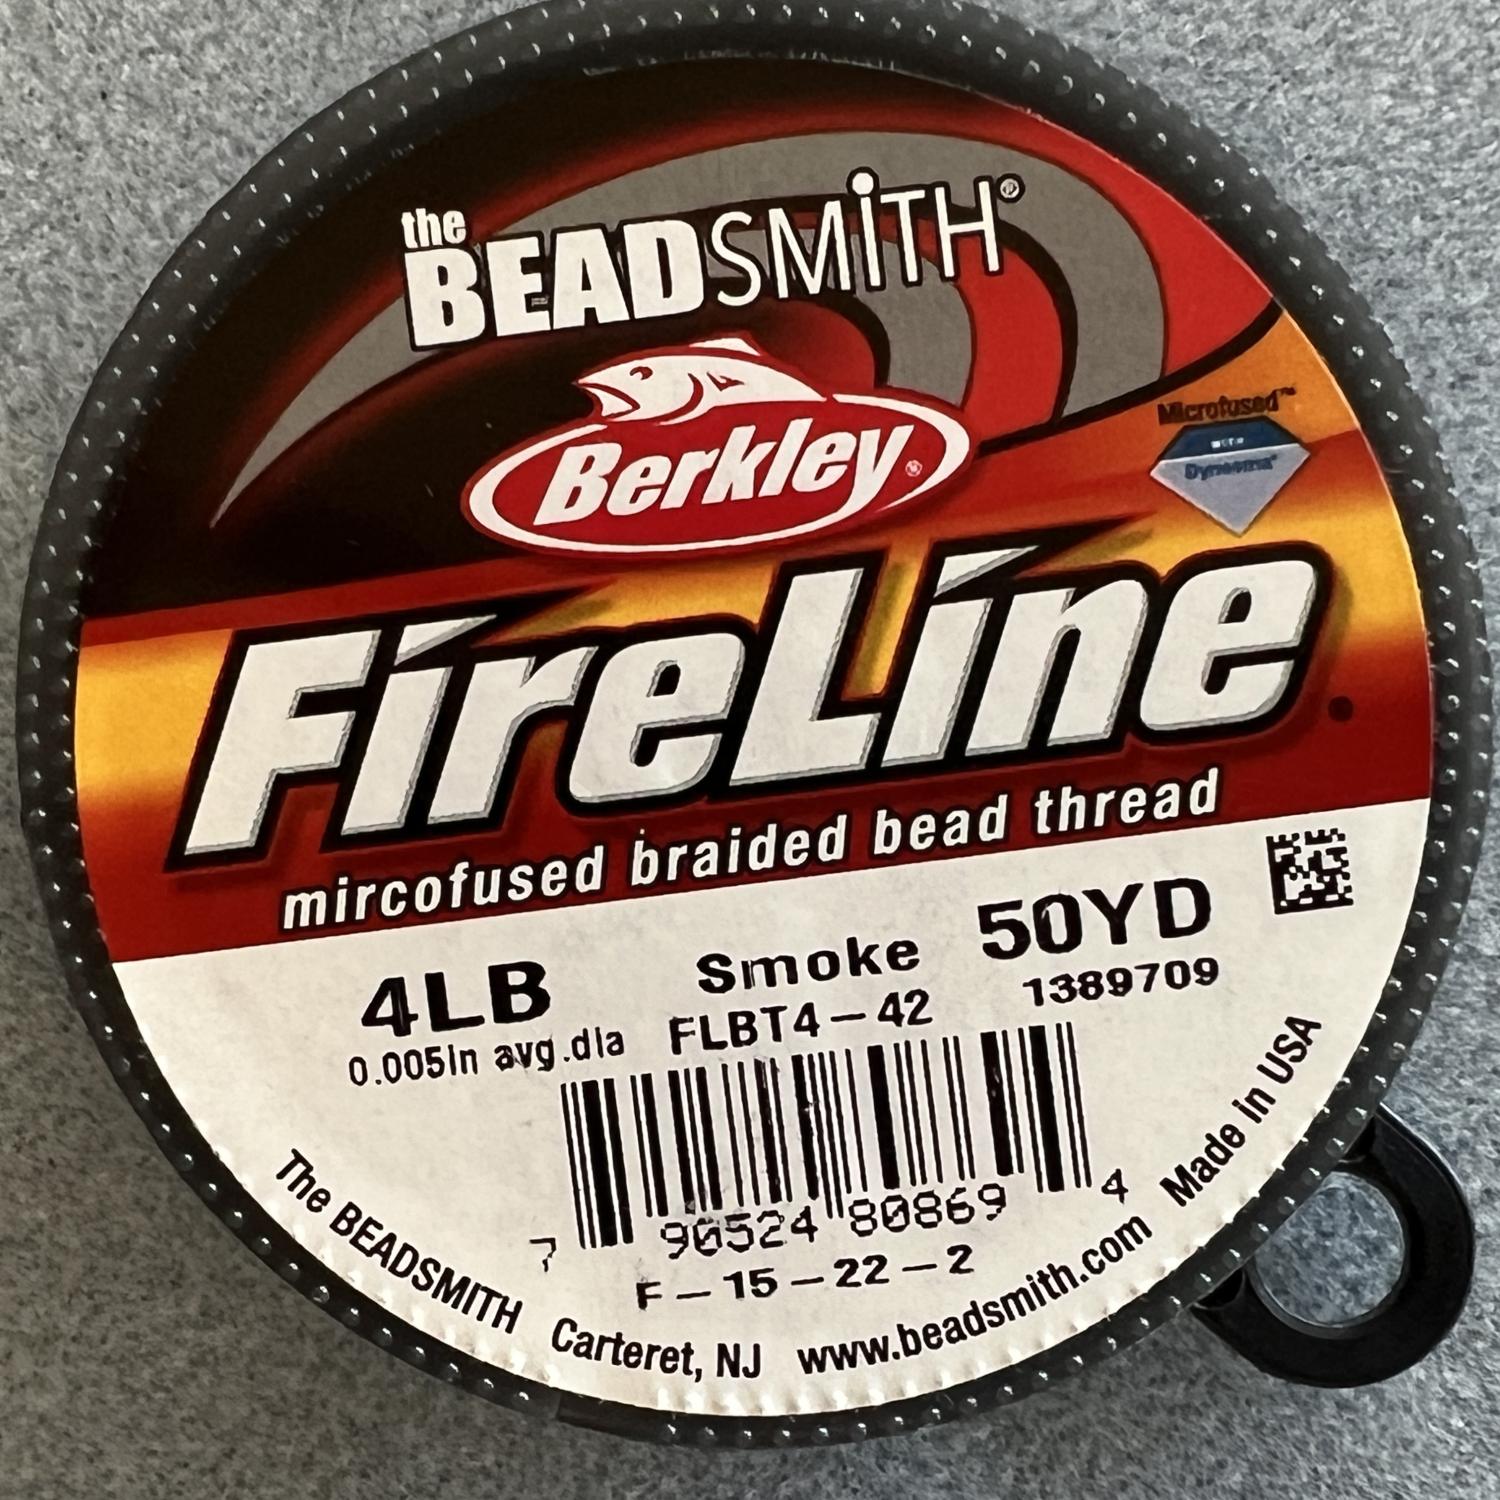 the
BEADSMiTH®
Berkley®
Microfused™
with
Dyneema®
FireLine®
mircofused braided bead thread
4LB Smoke 50YD
0.005in avg.dia FLBT4-42 1389709
7 90524 80869 4
F-15-22-2
The BEADSMITH Carteret, NJ www.beadsmith.com Made in USA